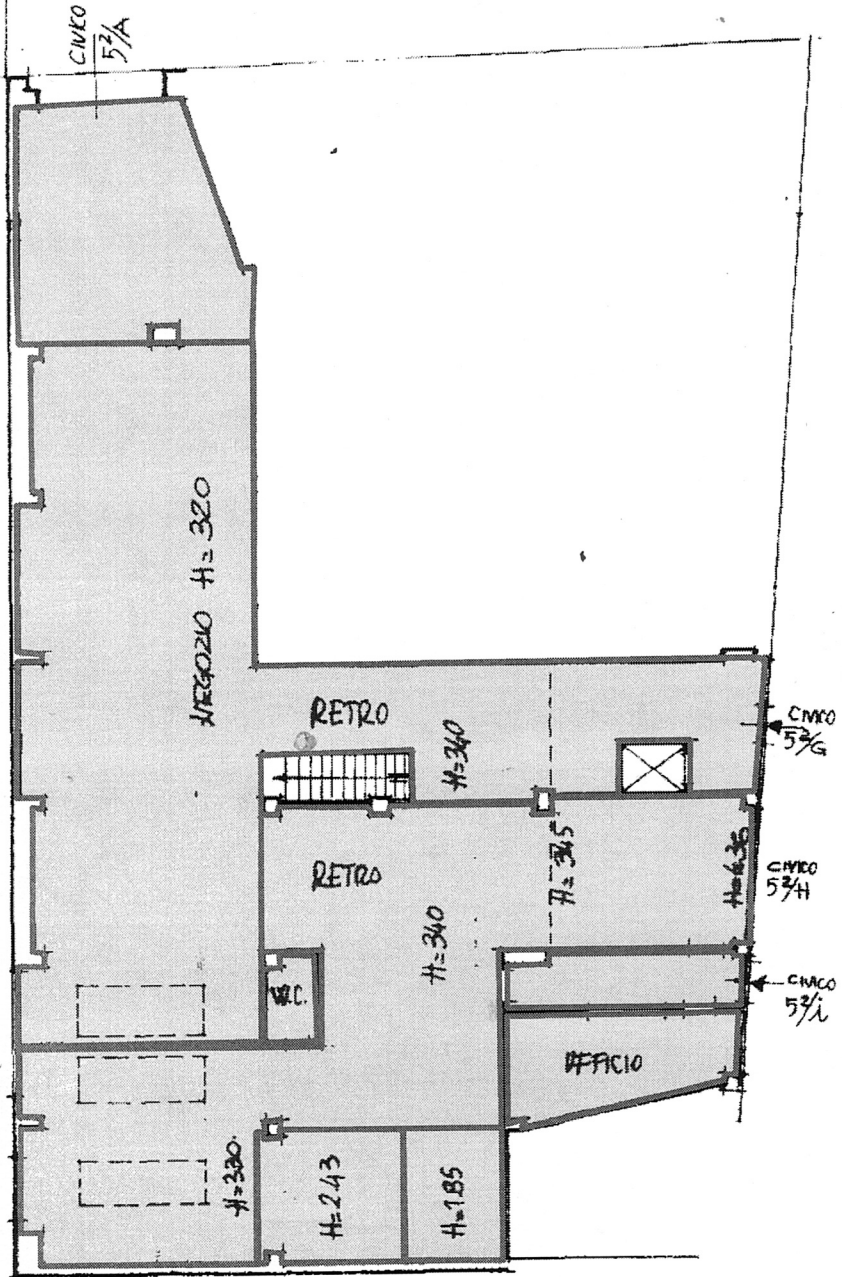 CIVICO
5²/A
NEGOZIO H=320
RETRO
H=340
CIVICO
5²/G
RETRO
H=345
H=4.35
CIVICO
5²/H
H=340
W.C.
CIVICO
5²/i
UFFICIO
H=330
H=2.43
H=1.85